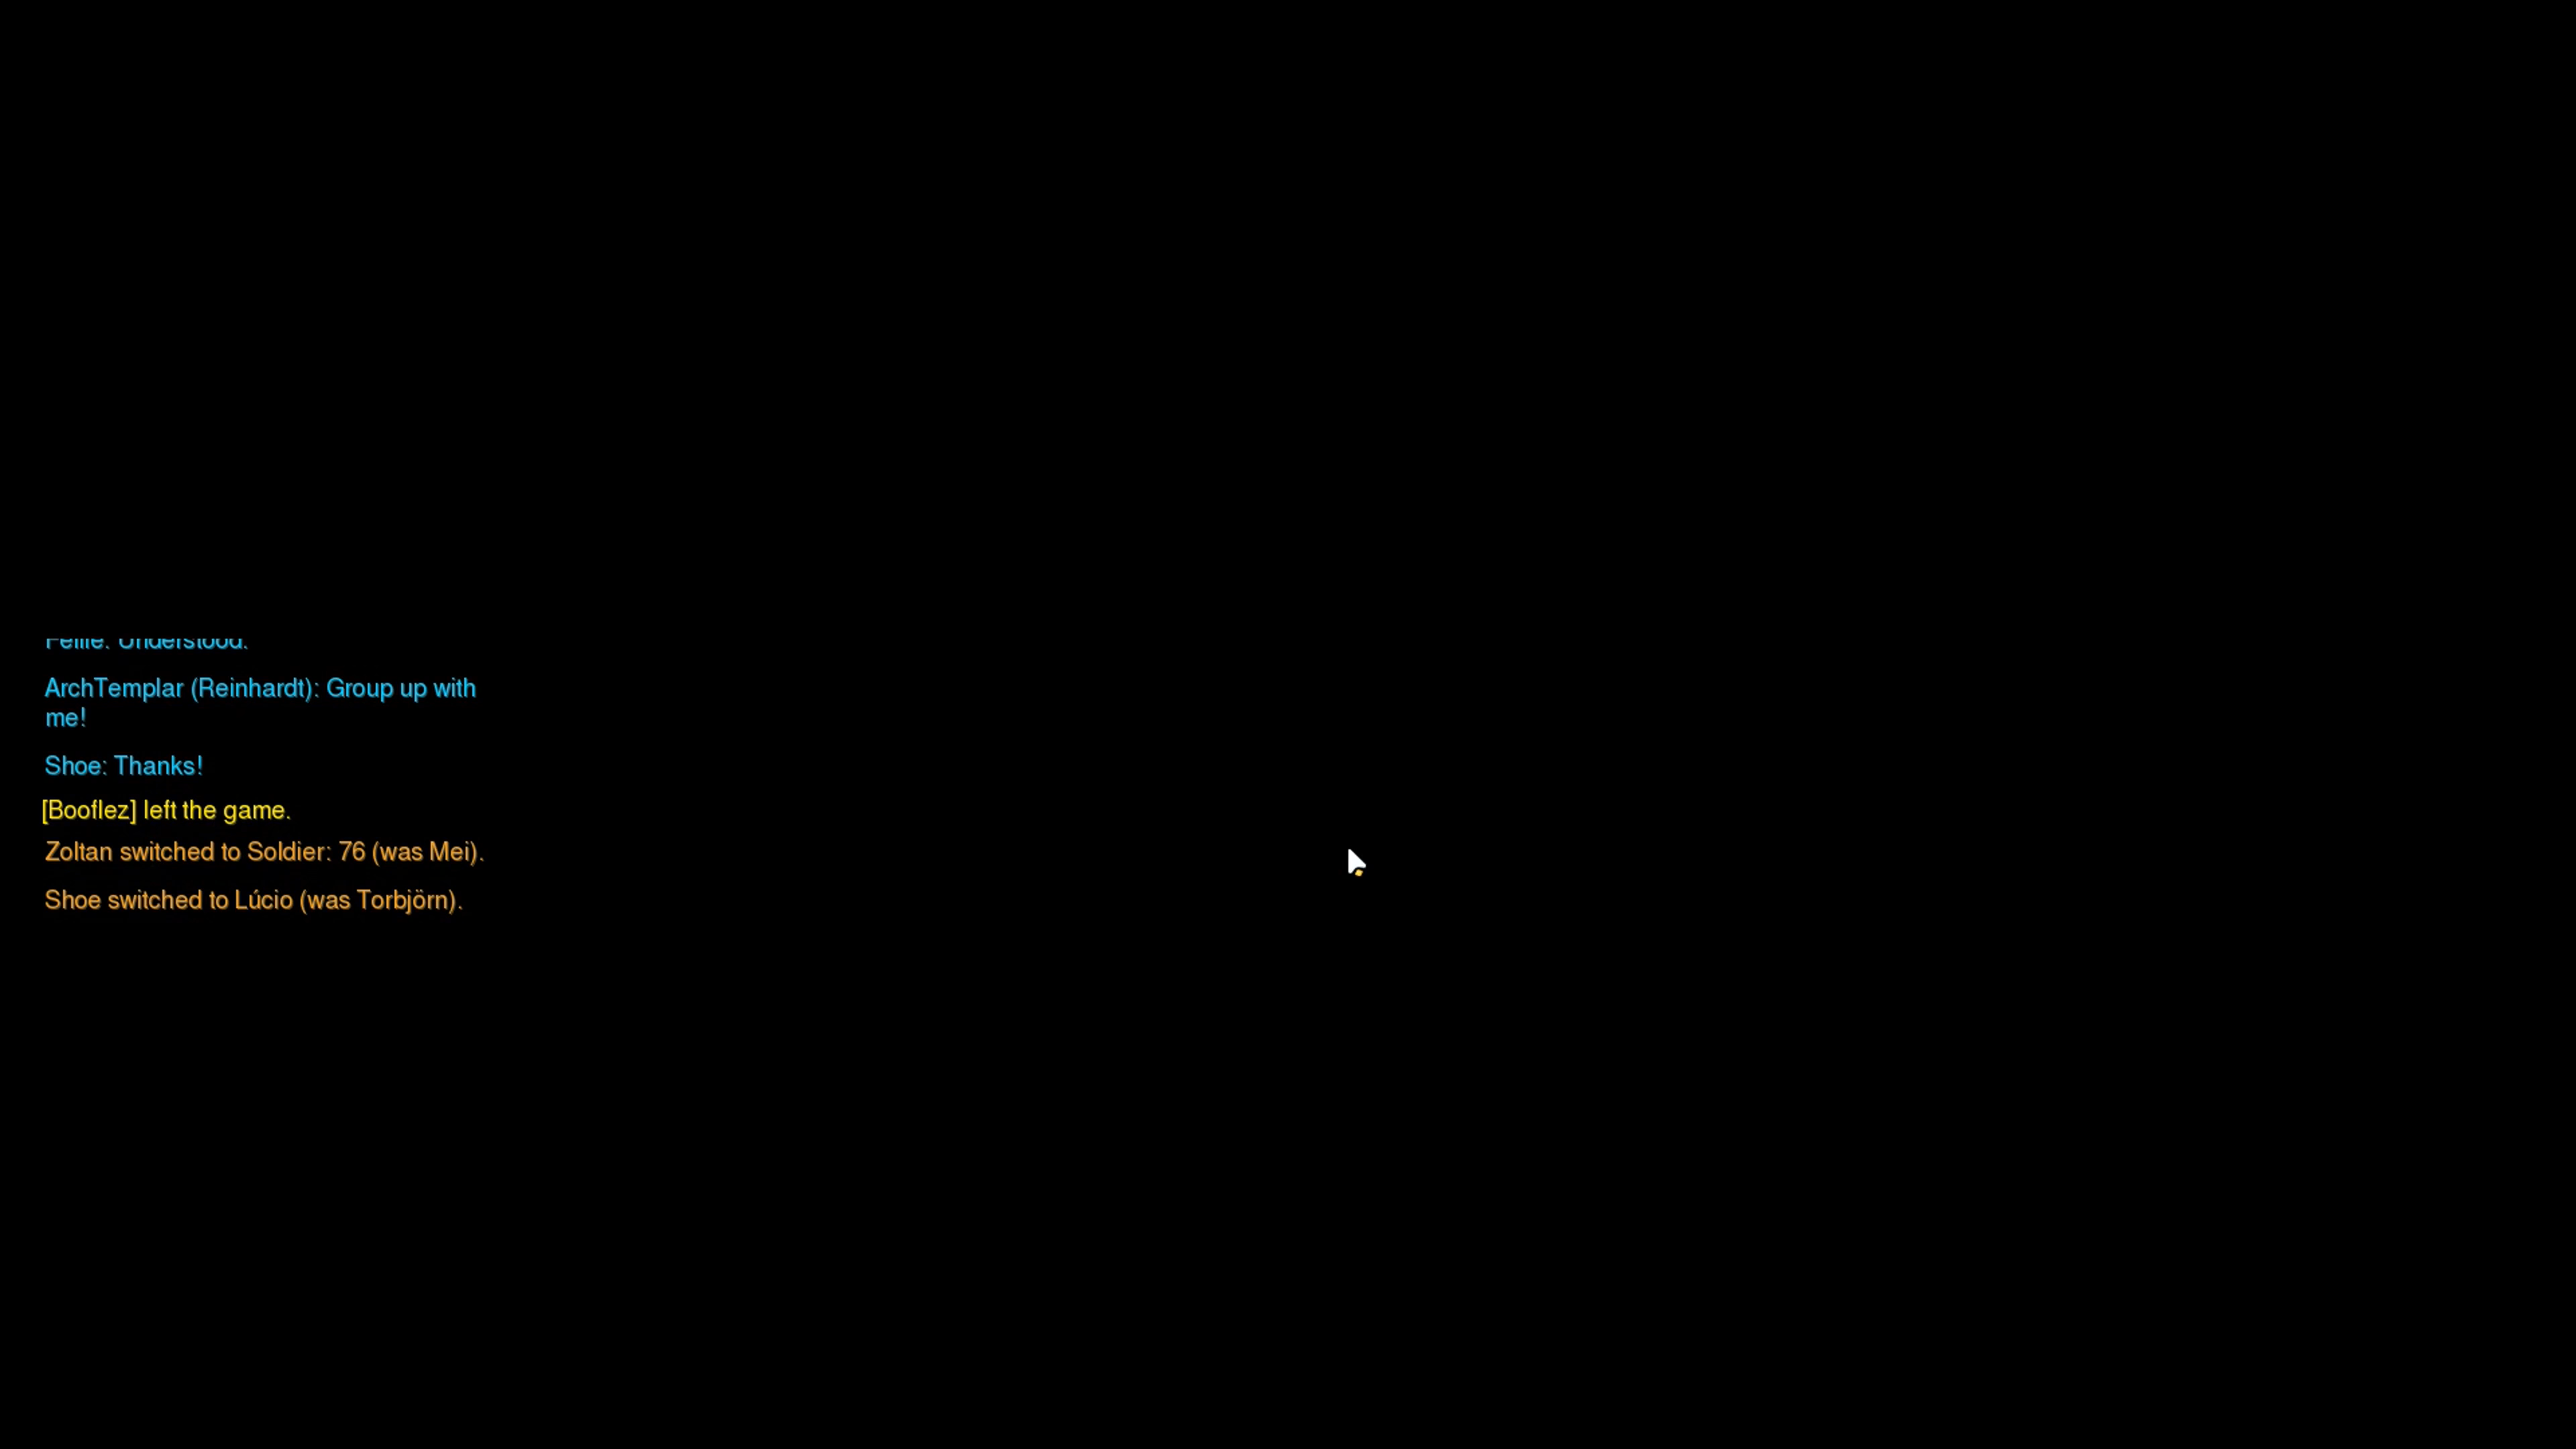 Understood.
ArchTemplar (Reinhardt): Group up with
me!
Shoe: Thanks!
[Booflez] left the game.
Zoltan switched to Soldier: 76 (was Mei).
Shoe switched to Lúcio (was Torbjörn).